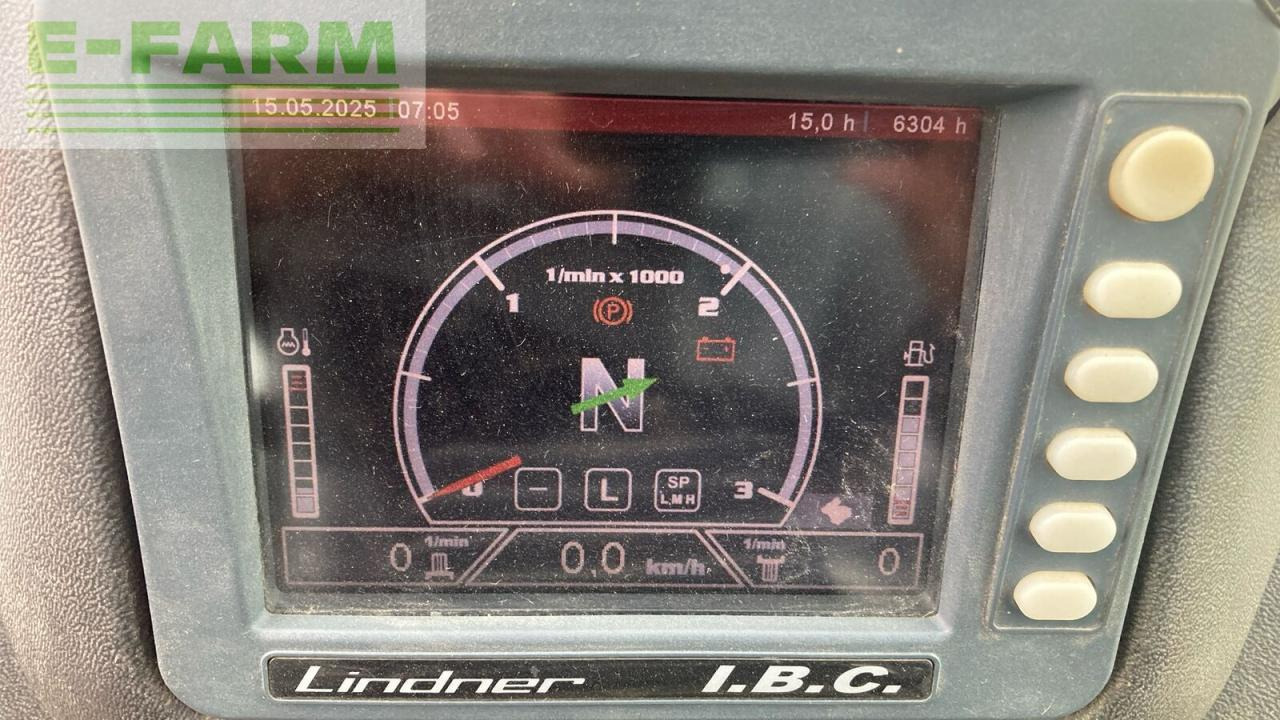 E-FARM
15.05.2025 07:05 15,0 h 6304 h
1/min x 1000
1 2
P
N
0 - L SP L,M H 3
1/min 1/min
0 0,0 km/h 0
Lindner I.B.C.